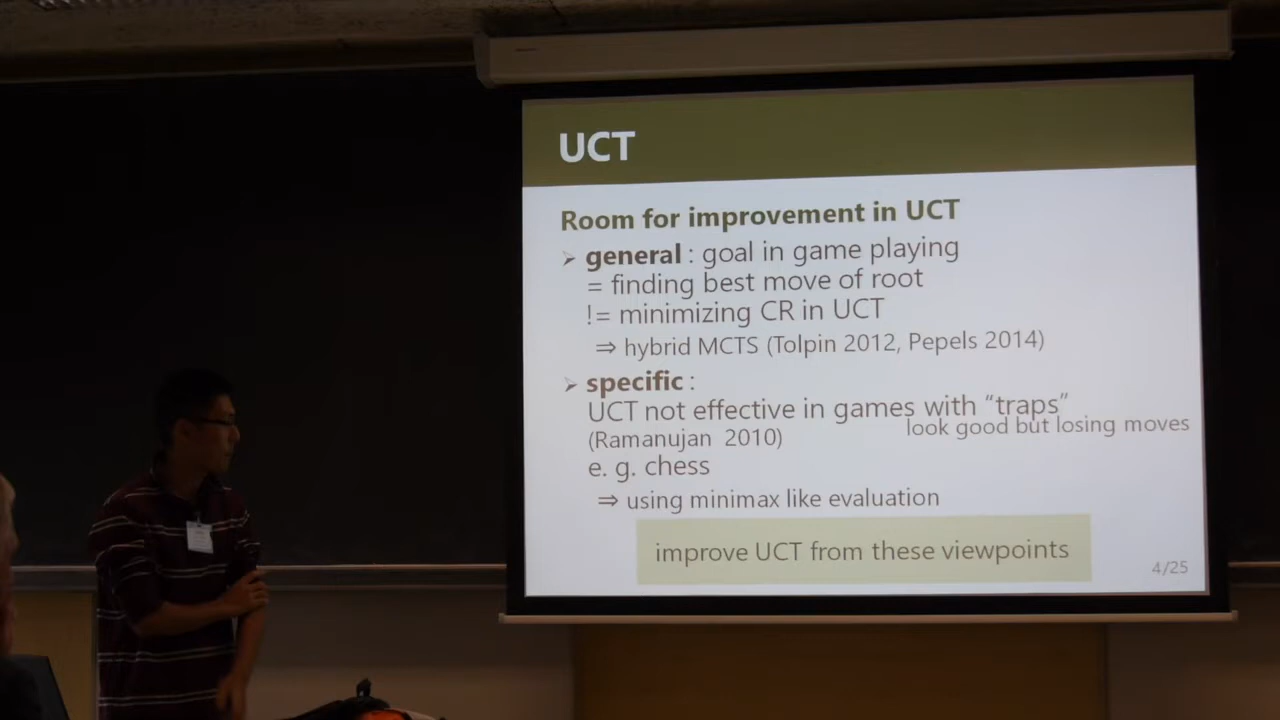 UCT
Room for improvement in UCT
➢ general : goal in game playing
= finding best move of root
!= minimizing CR in UCT
⇒ hybrid MCTS (Tolpin 2012, Pepels 2014)
➢ specific :
UCT not effective in games with “traps”
look good but losing moves
(Ramanujan 2010)
e. g. chess
⇒ using minimax like evaluation
improve UCT from these viewpoints
4/25